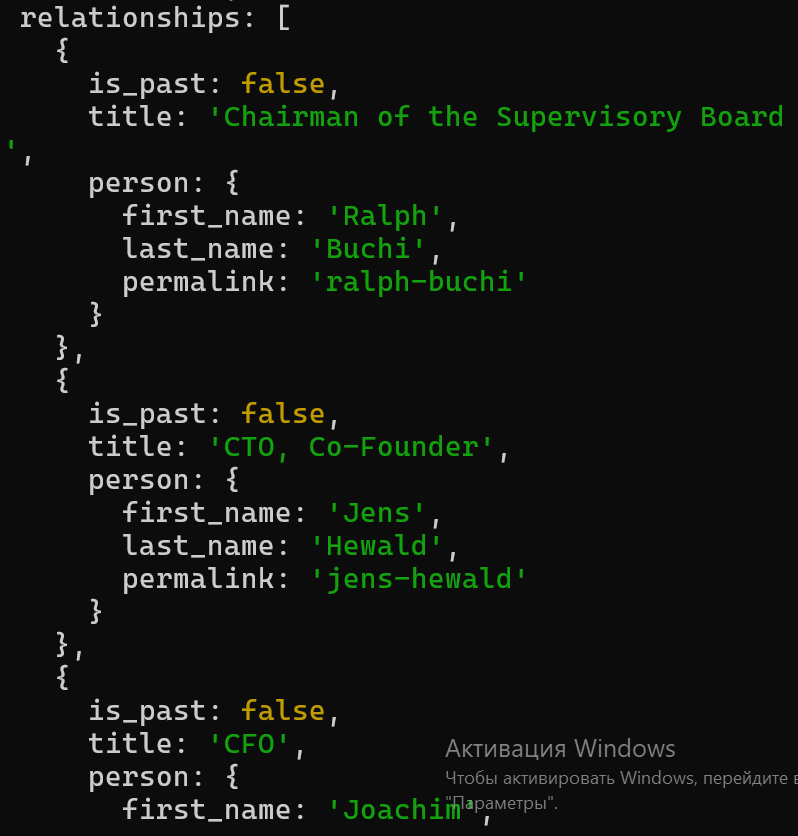 relationships: [
{
is_past: false,
title: 'Chairman of the Supervisory Board
',
person: {
first_name: 'Ralph',
last_name: 'Buchi',
permalink: 'ralph-buchi'
}
},
{
is_past: false,
title: 'CTO, Co-Founder',
person: {
first_name: 'Jens',
last_name: 'Hewald',
permalink: 'jens-hewald'
}
},
{
is_past: false,
title: 'CFO',
person: {
first_name: 'Joachim',
Активация Windows
Чтобы активировать Windows, перейдите в
"Параметры".